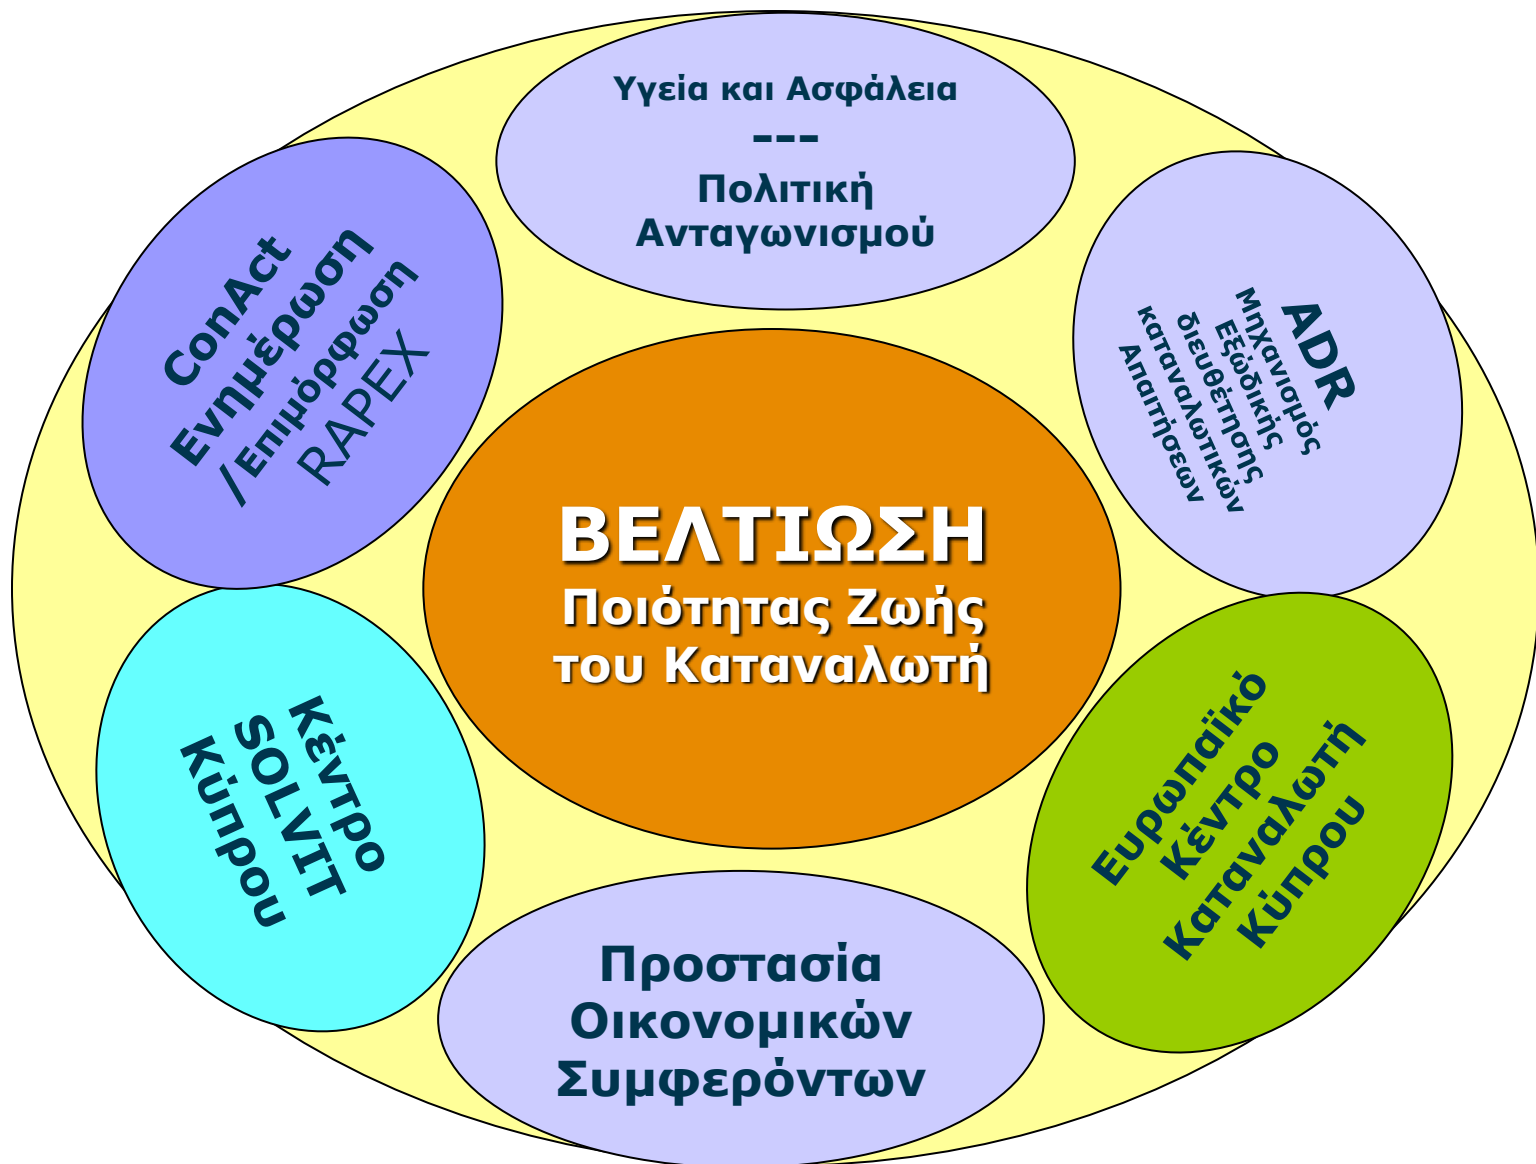 Υγεία και Ασφάλεια
---
Πολιτική
Ανταγωνισμού
ConAct
Ενημέρωση
/Επιμόρφωση
RAPEX
ADR
Μηχανισμός
Εξώδικής
διευθέτησης
καταναλωτικών
Απαιτήσεων
ΒΕΛΤΙΩΣΗ
Ποιότητας Ζωής
του Καταναλωτή
Κέντρο
SOLVIT
Κύπρου
Ευρωπαϊκό
Κέντρο
Καταναλωτή
Κύπρου
Προστασία
Οικονομικών
Συμφερόντων